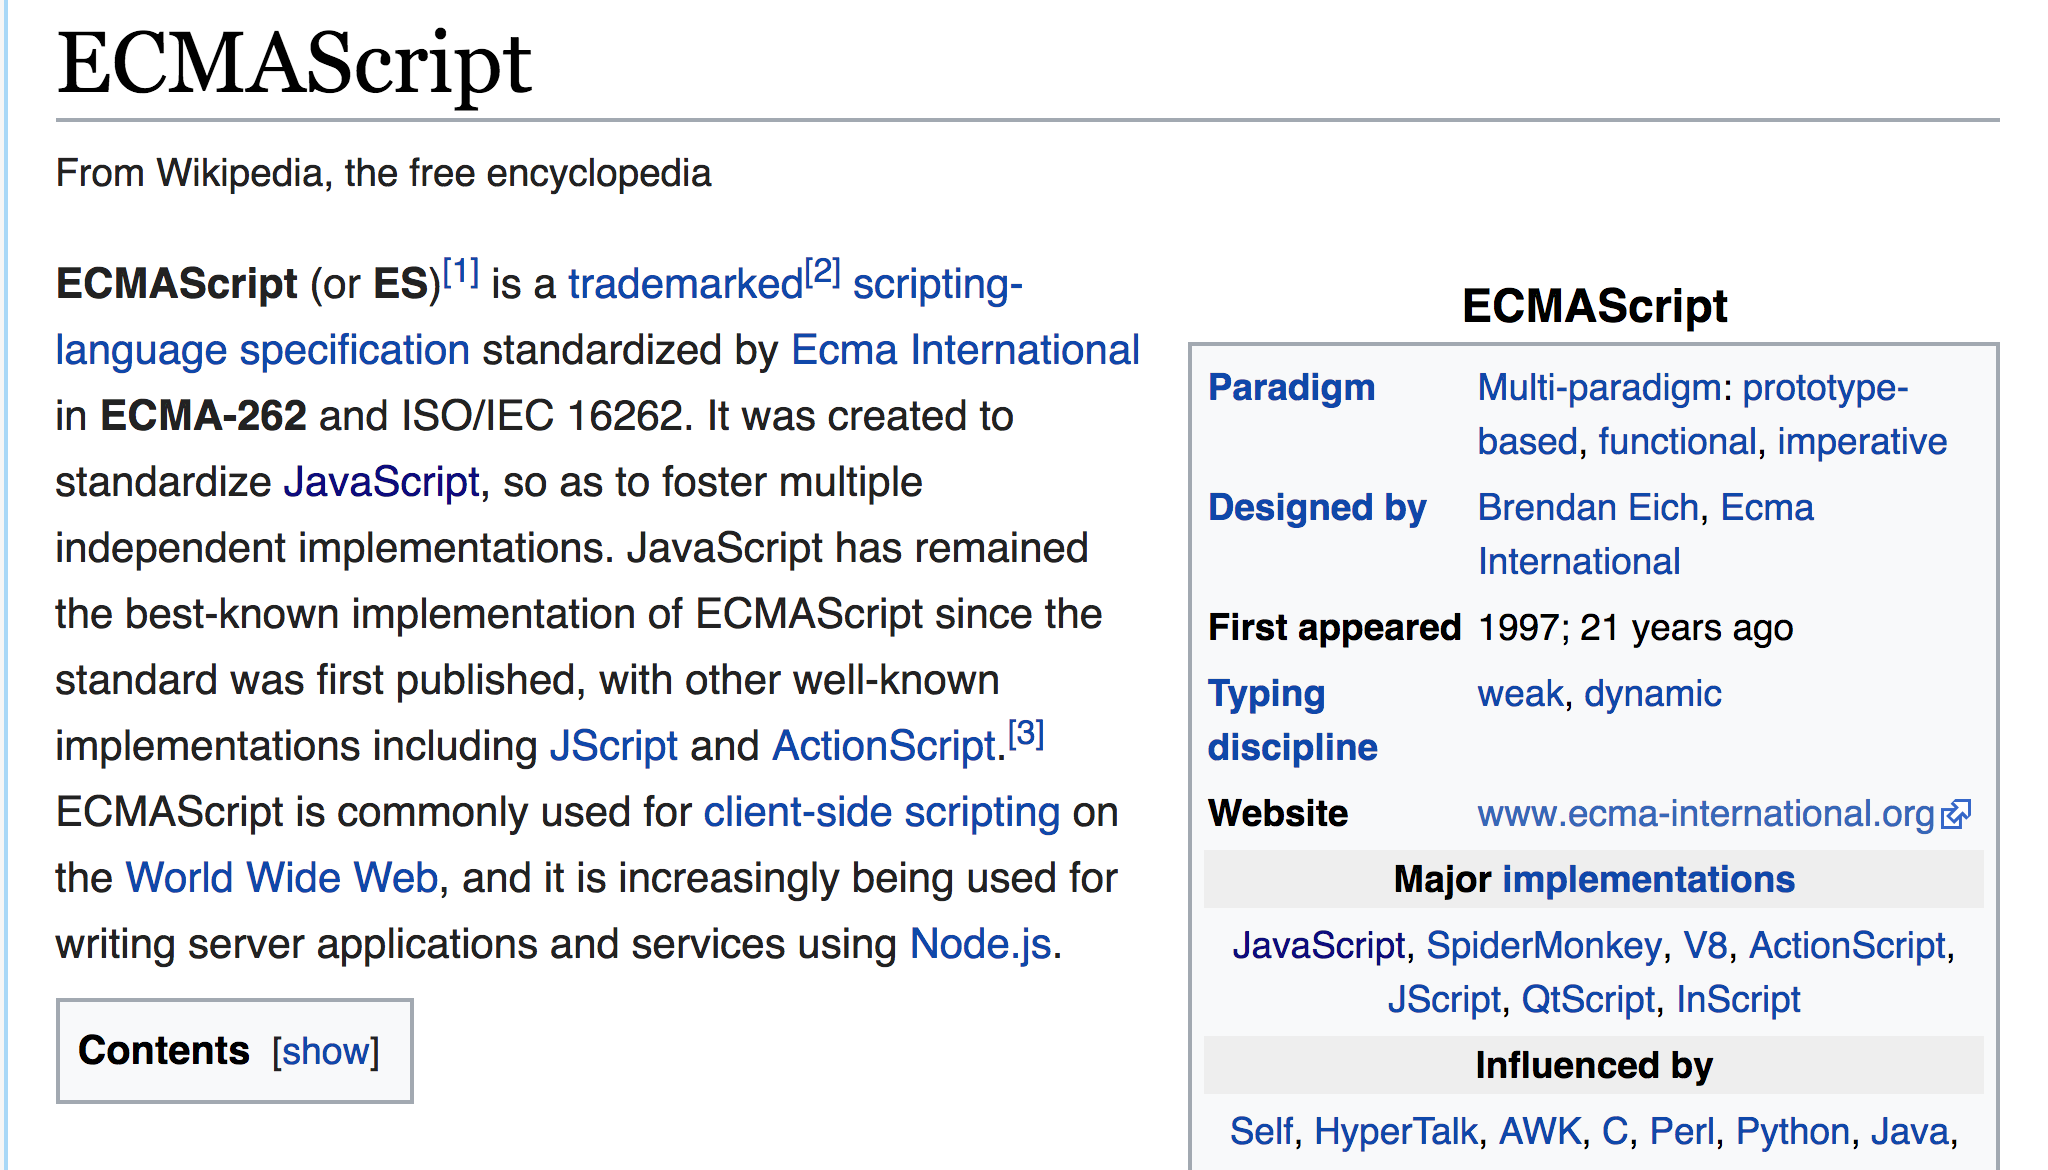 ECMAScript
From Wikipedia, the free encyclopedia
ECMAScript (or ES)[1] is a trademarked[2] scripting-
language specification standardized by Ecma International
in ECMA-262 and ISO/IEC 16262. It was created to
standardize JavaScript, so as to foster multiple
independent implementations. JavaScript has remained
the best-known implementation of ECMAScript since the
standard was first published, with other well-known
implementations including JScript and ActionScript.[3]
ECMAScript is commonly used for client-side scripting on
the World Wide Web, and it is increasingly being used for
writing server applications and services using Node.js.
Contents [show]
ECMAScript
Paradigm Multi-paradigm: prototype-
based, functional, imperative
Designed by Brendan Eich, Ecma
International
First appeared 1997; 21 years ago
Typing weak, dynamic
discipline
Website www.ecma-international.org
Major implementations
JavaScript, SpiderMonkey, V8, ActionScript,
JScript, QtScript, InScript
Influenced by
Self, HyperTalk, AWK, C, Perl, Python, Java,